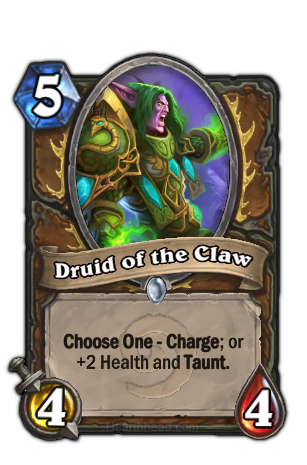 5
Druid of the Claw
Choose One - Charge; or
+2 Health and Taunt.
4
4